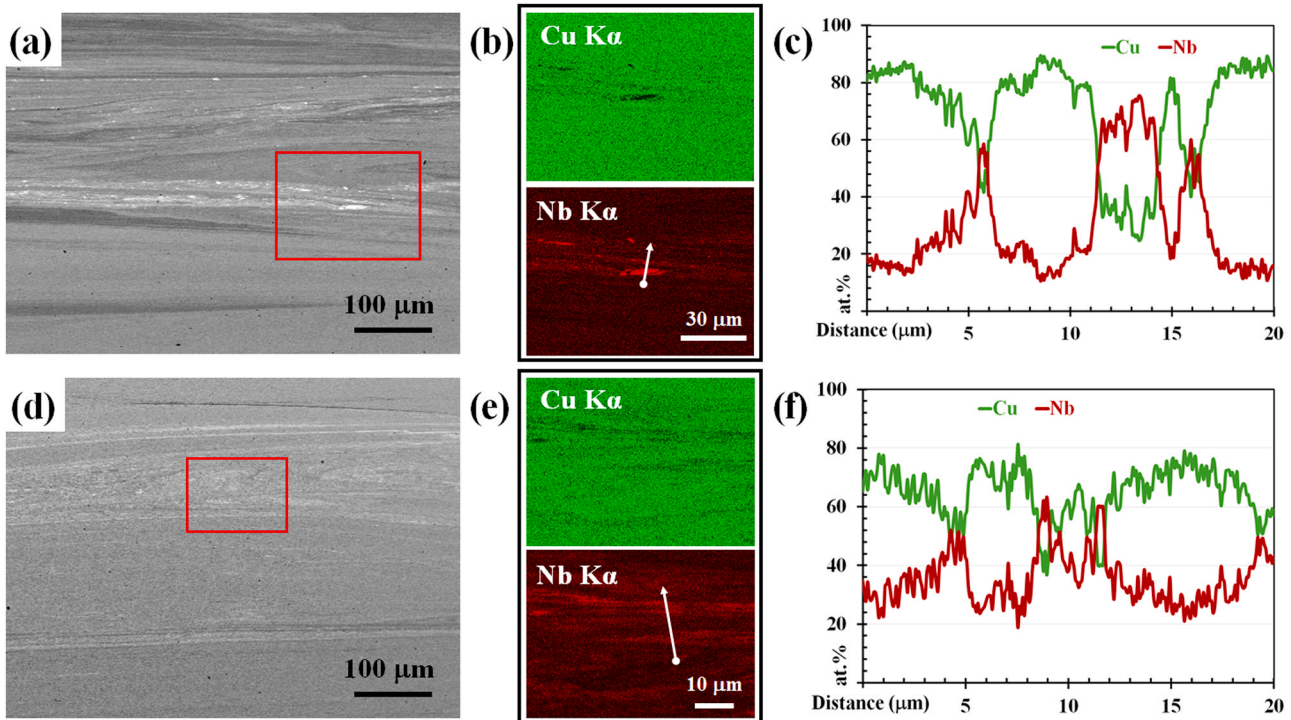 (a)
100 μm
(b)
Cu Kα
Nb Kα
30 μm
(c)
Cu Nb
100
80
60
40
20
at.%
Distance (μm)
5
10
15
20
(d)
100 μm
(e)
Cu Kα
Nb Kα
10 μm
(f)
Cu Nb
100
80
60
40
20
at.%
Distance (μm)
5
10
15
20